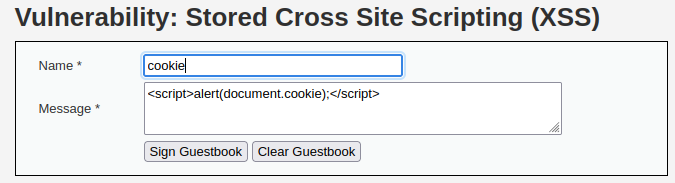 Vulnerability: Stored Cross Site Scripting (XSS)
Name * cookie
Message * <script>alert(document.cookie);</script>
Sign Guestbook Clear Guestbook